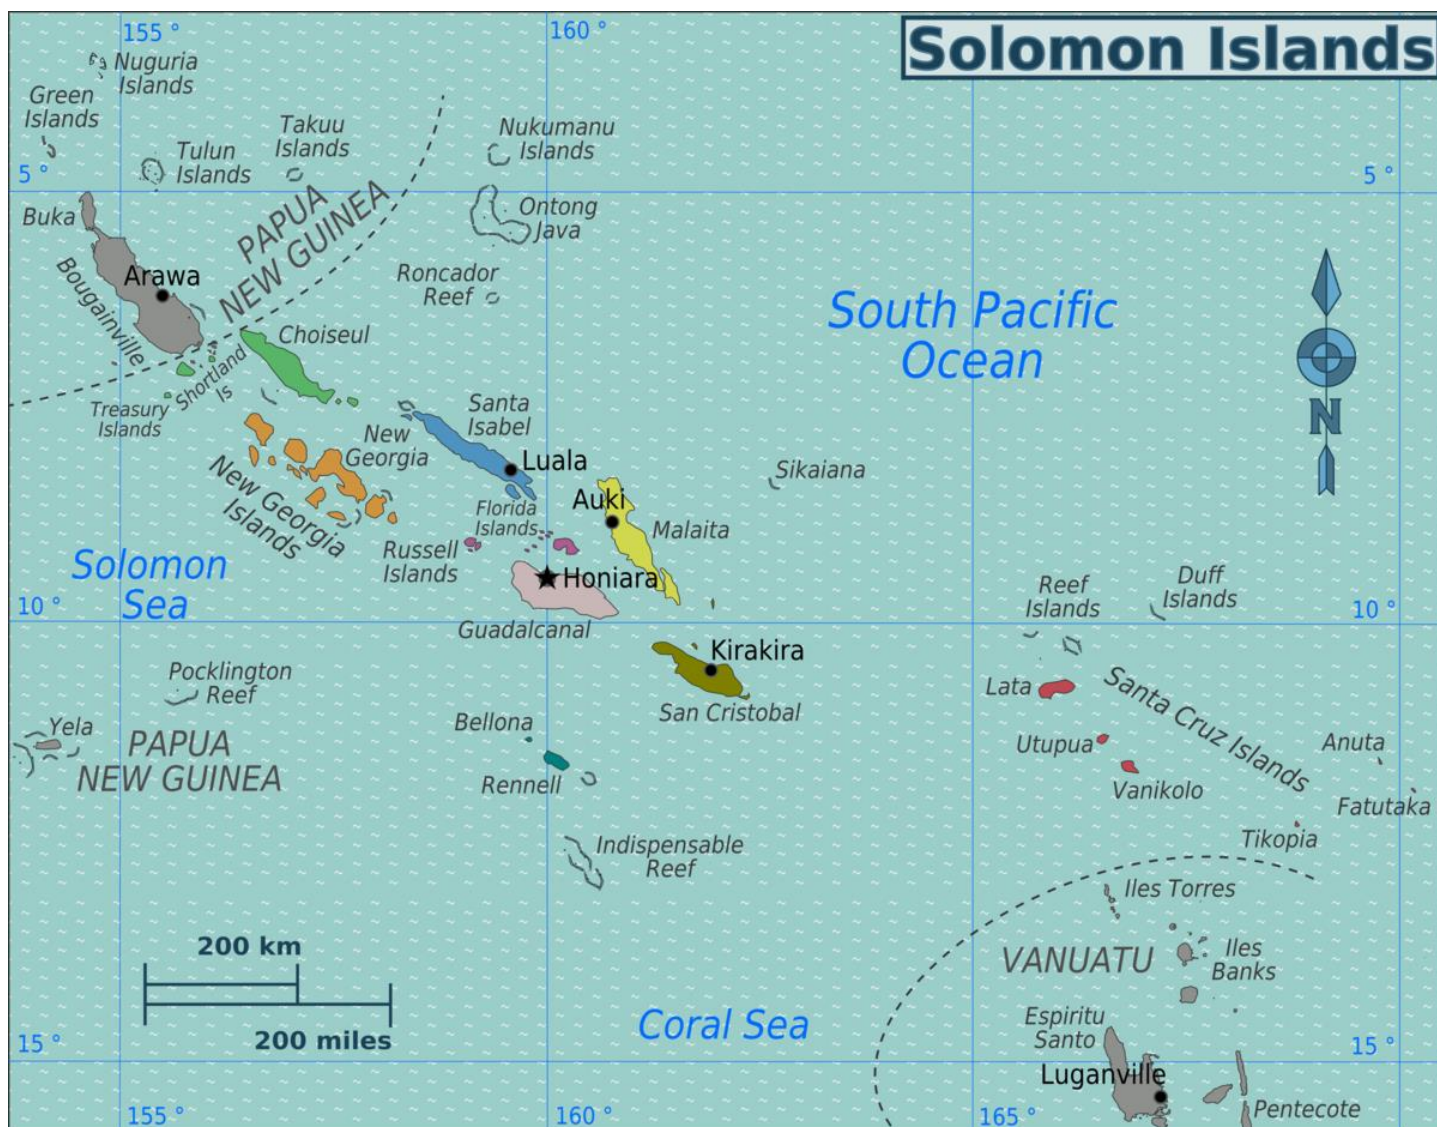 155 °
160 °
Solomon Islands
Nuguria
Islands
Green
Islands
Takuu
Islands
Nukumanu
Islands
Tulun
Islands
5 °
5 °
Buka
PAPUA
NEW GUINEA
Ontong
Java
Arawa
Roncador
Reef
Bougainville
South Pacific
Ocean
Choiseul
Shortland
Is
Treasury
Islands
N
Santa
Isabel
New
Georgia
Luala
Sikaiana
New Georgia
Islands
Auki
Florida
Islands
Malaita
Russell
Islands
Solomon
Sea
Honiara
Reef
Islands
Duff
Islands
10 °
10 °
Guadalcanal
Kirakira
Pocklington
Reef
Lata
Santa Cruz Islands
San Cristobal
Bellona
Yela
PAPUA
NEW GUINEA
Utupua
Anuta
Rennell
Vanikolo
Fatutaka
Tikopia
Indispensable
Reef
Iles Torres
200 km
VANUATU
Iles
Banks
Coral Sea
Espiritu
Santo
200 miles
15 °
15 °
Luganville
155 °
160 °
165 °
Pentecote